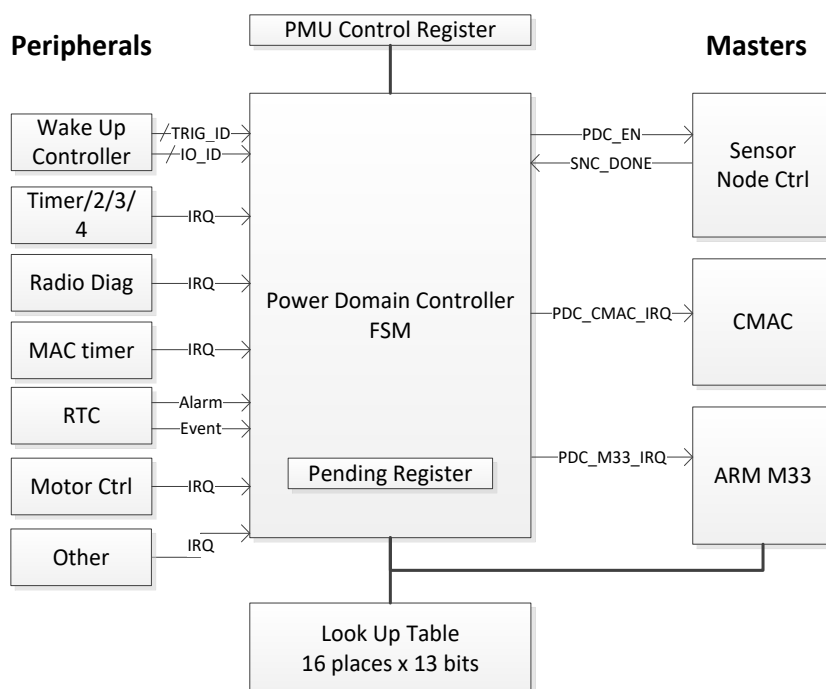 PMU Control Register
Peripherals
Masters
Wake Up
Controller
TRIG_ID
IO_ID
Timer/2/3/
4
IRQ
Radio Diag
IRQ
MAC timer
IRQ
RTC
Alarm
Event
Motor Ctrl
IRQ
Other
IRQ
Power Domain Controller
FSM
Pending Register
PDC_EN
SNC_DONE
Sensor
Node Ctrl
PDC_CMAC_IRQ
CMAC
PDC_M33_IRQ
ARM M33
Look Up Table
16 places x 13 bits